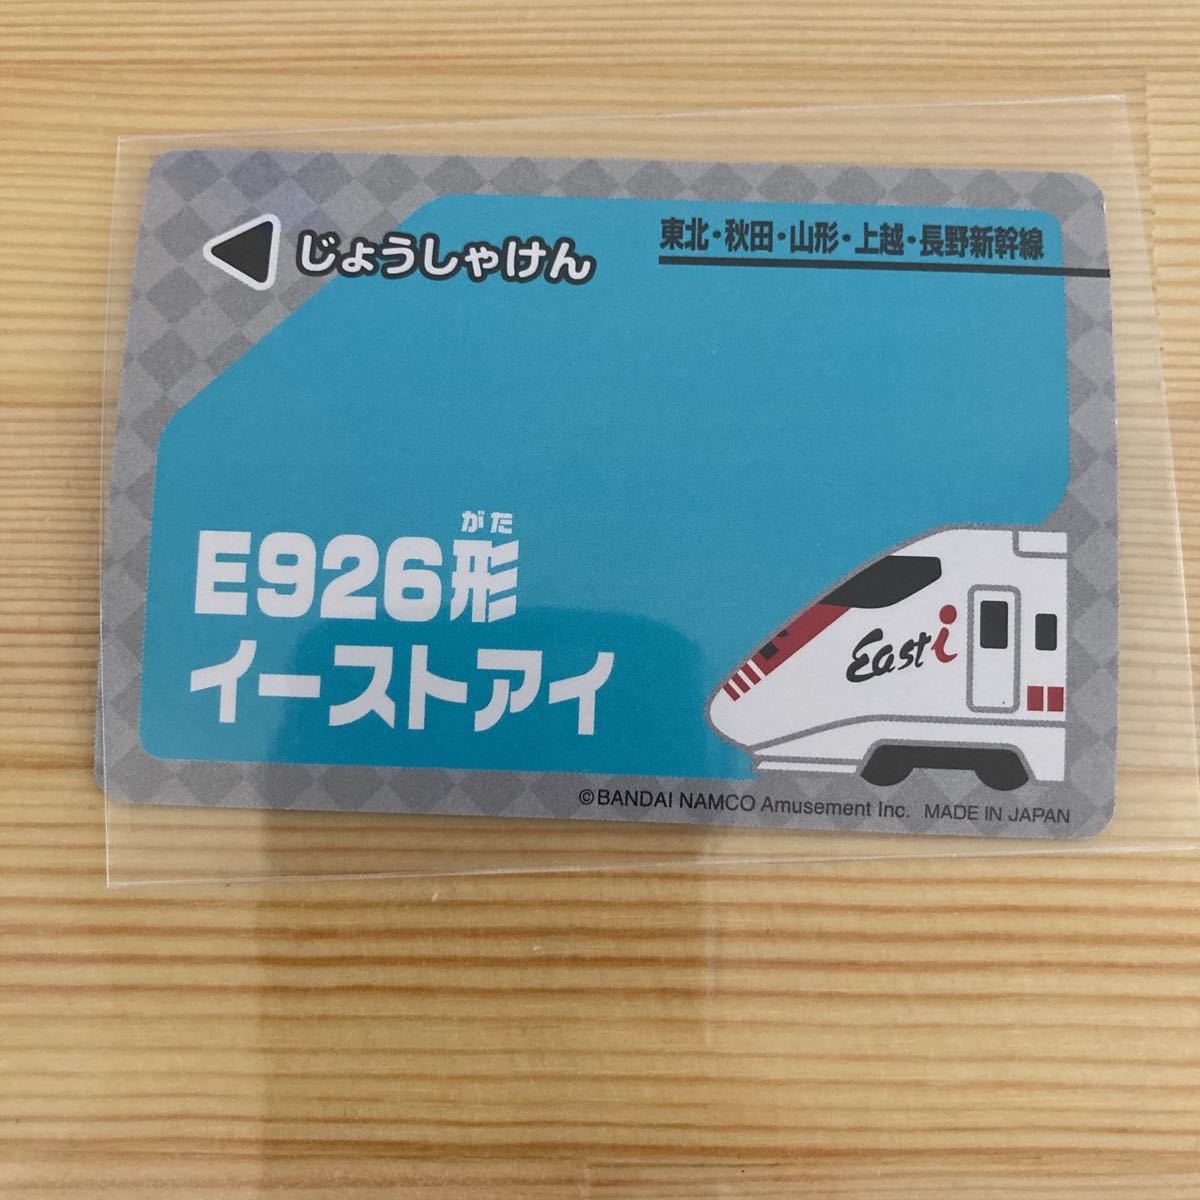 じょうしゃけん
東北・秋田・山形・上越・長野新幹線
がた
E926形
イーストアイ
East i
©BANDAI NAMCO Amusement Inc. MADE IN JAPAN